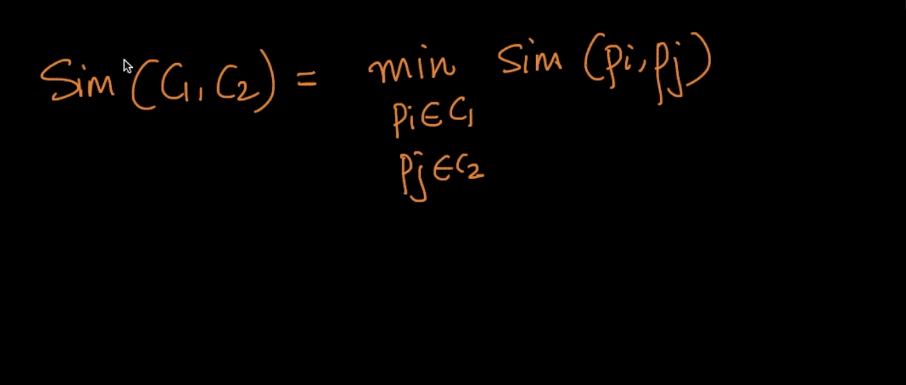 Sim (C1, C2) = min Sim (Pi, Pj)
Pi ∈ C1
Pj ∈ C2